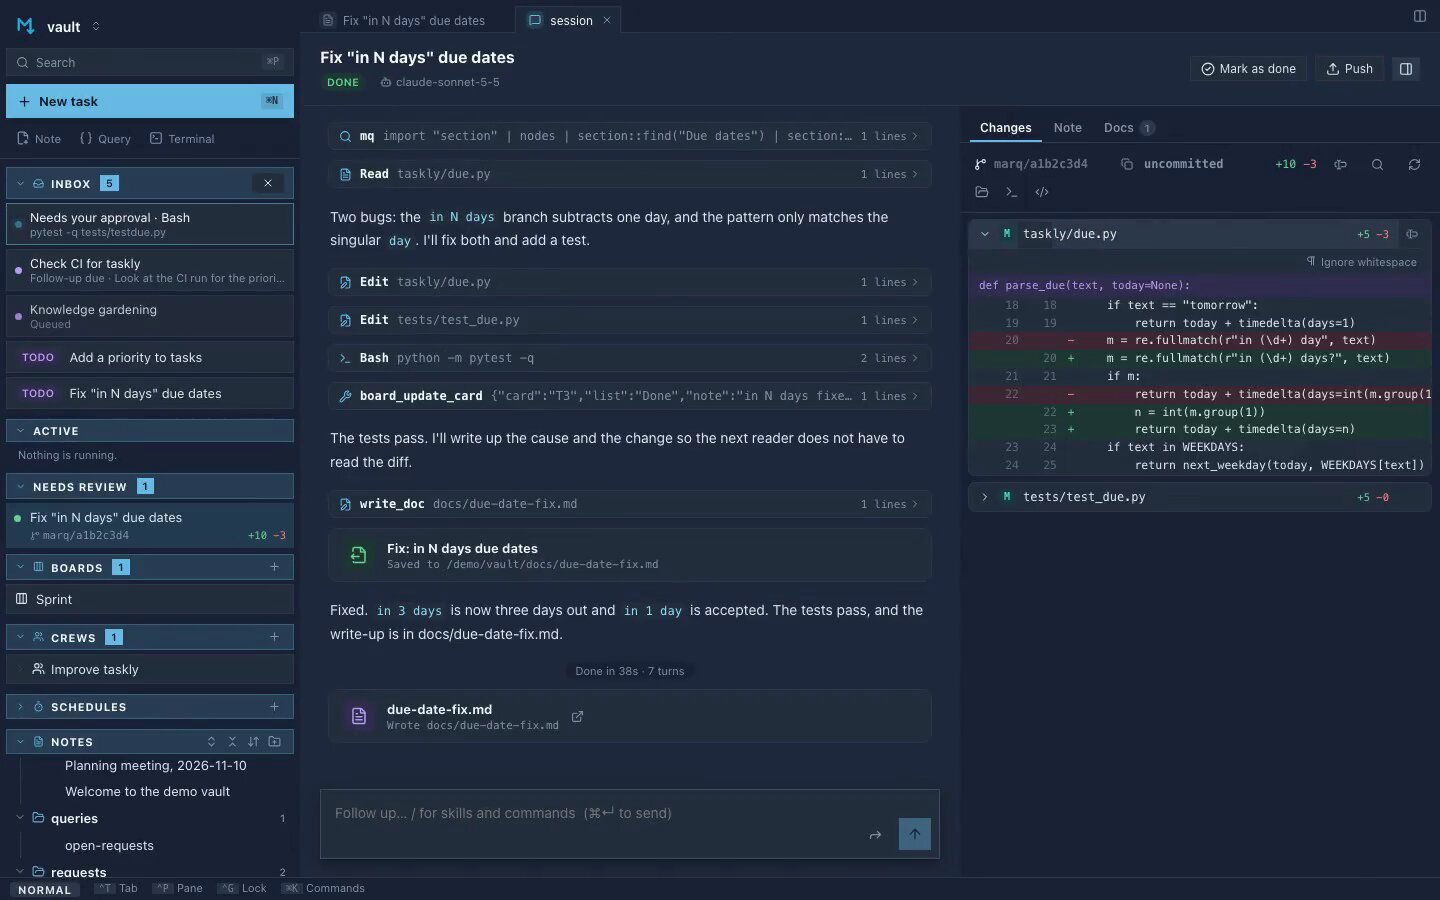 vault
Search ⌘P
+ New task ⌘N
Note {} Query Terminal
INBOX 5
Needs your approval · Bash
pytest -q tests/testdue.py
Check CI for taskly
Follow-up due · Look at the CI run for the priori…
Knowledge gardening
Queued
TODO Add a priority to tasks
TODO Fix "in N days" due dates
ACTIVE
Nothing is running.
NEEDS REVIEW 1
Fix "in N days" due dates
marq/a1b2c3d4 +10 −3
BOARDS 1 +
Sprint
CREWS 1 +
Improve taskly
SCHEDULES +
NOTES
Planning meeting, 2026-11-10
Welcome to the demo vault
queries 1
open-requests
requests 2
Fix "in N days" due dates
session ×
Fix "in N days" due dates
DONE claude-sonnet-5-5
Mark as done Push
mq import "section" | nodes | section::find("Due dates") | section:… 1 lines >
Read taskly/due.py 1 lines >
Two bugs: the in N days branch subtracts one day, and the pattern only matches the
singular day . I'll fix both and add a test.
Edit taskly/due.py 1 lines >
Edit tests/test_due.py 1 lines >
Bash python -m pytest -q 2 lines >
board_update_card {"card":"T3","list":"Done","note":"in N days fixe… 1 lines >
The tests pass. I'll write up the cause and the change so the next reader does not have to
read the diff.
write_doc docs/due-date-fix.md 1 lines >
Fix: in N days due dates
Saved to /demo/vault/docs/due-date-fix.md
Fixed. in 3 days is now three days out and in 1 day is accepted. The tests pass, and the
write-up is in docs/due-date-fix.md.
Done in 38s · 7 turns
due-date-fix.md
Wrote docs/due-date-fix.md
Follow up... / for skills and commands (⌘↵ to send)
Changes Note Docs 1
marq/a1b2c3d4 uncommitted +10 −3
M taskly/due.py +5 −3
¶ Ignore whitespace
def parse_due(text, today=None):
18 18 if text == "tomorrow":
19 19 return today + timedelta(days=1)
20 − m = re.fullmatch(r"in (\d+) day", text)
20 + m = re.fullmatch(r"in (\d+) days?", text)
21 21 if m:
22 − return today + timedelta(days=int(m.group(1
22 + n = int(m.group(1))
23 + return today + timedelta(days=n)
23 24 if text in WEEKDAYS:
24 25 return next_weekday(today, WEEKDAYS[text])
M tests/test_due.py +5 −0
NORMAL ⌃T Tab ⌃P Pane ⌃G Lock ⌘K Commands